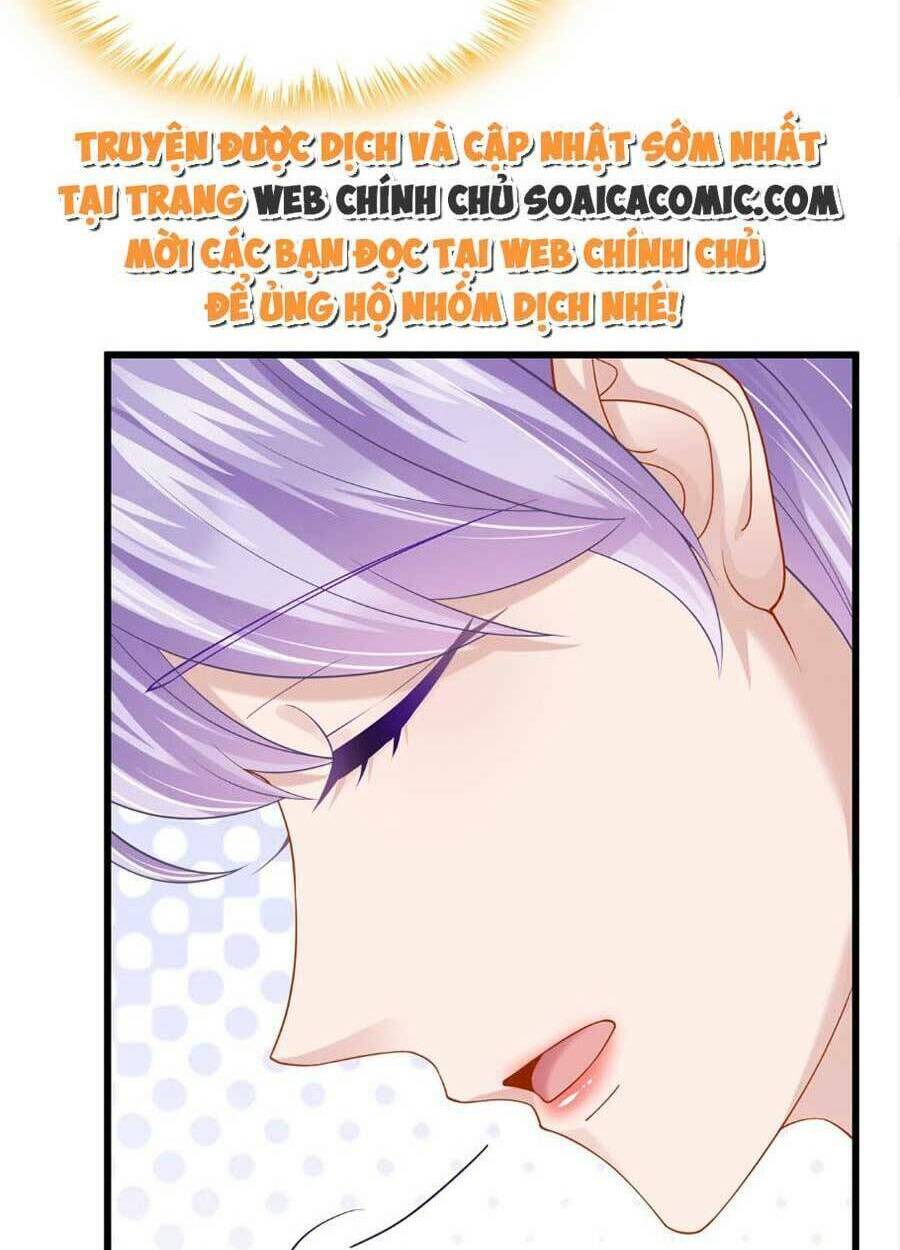 TRUYỆN ĐƯỢC DỊCH VÀ CẬP NHẬT SỚM NHẤT
TẠI TRANG WEB CHÍNH CHỦ SOAICACOMIC.COM
MỜI CÁC BẠN ĐỌC TẠI WEB CHÍNH CHỦ
ĐỂ ỦNG HỘ NHÓM DỊCH NHÉ!